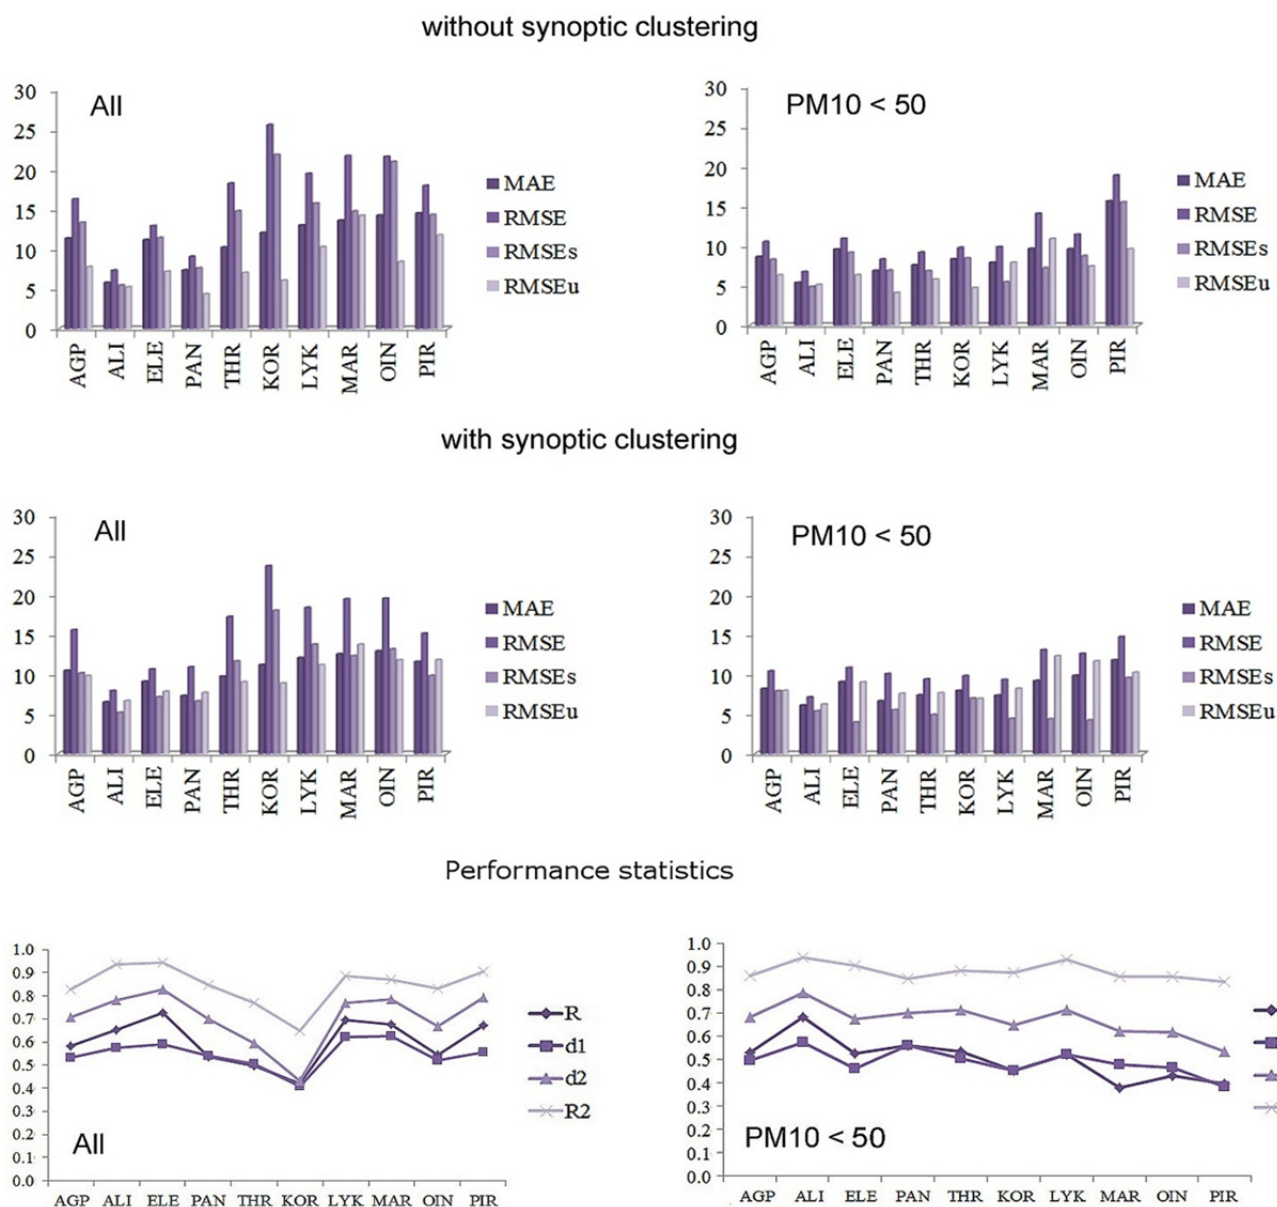 without synoptic clustering
All
30
25
20
15
10
5
0
AGP ALI ELE PAN THR KOR LYK MAR OIN PIR
MAE
RMSE
RMSEs
RMSEu
PM10 < 50
30
25
20
15
10
5
0
AGP ALI ELE PAN THR KOR LYK MAR OIN PIR
MAE
RMSE
RMSEs
RMSEu
with synoptic clustering
All
30
25
20
15
10
5
0
AGP ALI ELE PAN THR KOR LYK MAR OIN PIR
MAE
RMSE
RMSEs
RMSEu
PM10 < 50
30
25
20
15
10
5
0
AGP ALI ELE PAN THR KOR LYK MAR OIN PIR
MAE
RMSE
RMSEs
RMSEu
Performance statistics
1.0
0.9
0.8
0.7
0.6
0.5
0.4
0.3
0.2
0.1
0.0
All
AGP ALI ELE PAN THR KOR LYK MAR OIN PIR
R
d1
d2
R2
1.0
0.9
0.8
0.7
0.6
0.5
0.4
0.3
0.2
0.1
0.0
PM10 < 50
AGP ALI ELE PAN THR KOR LYK MAR OIN PIR